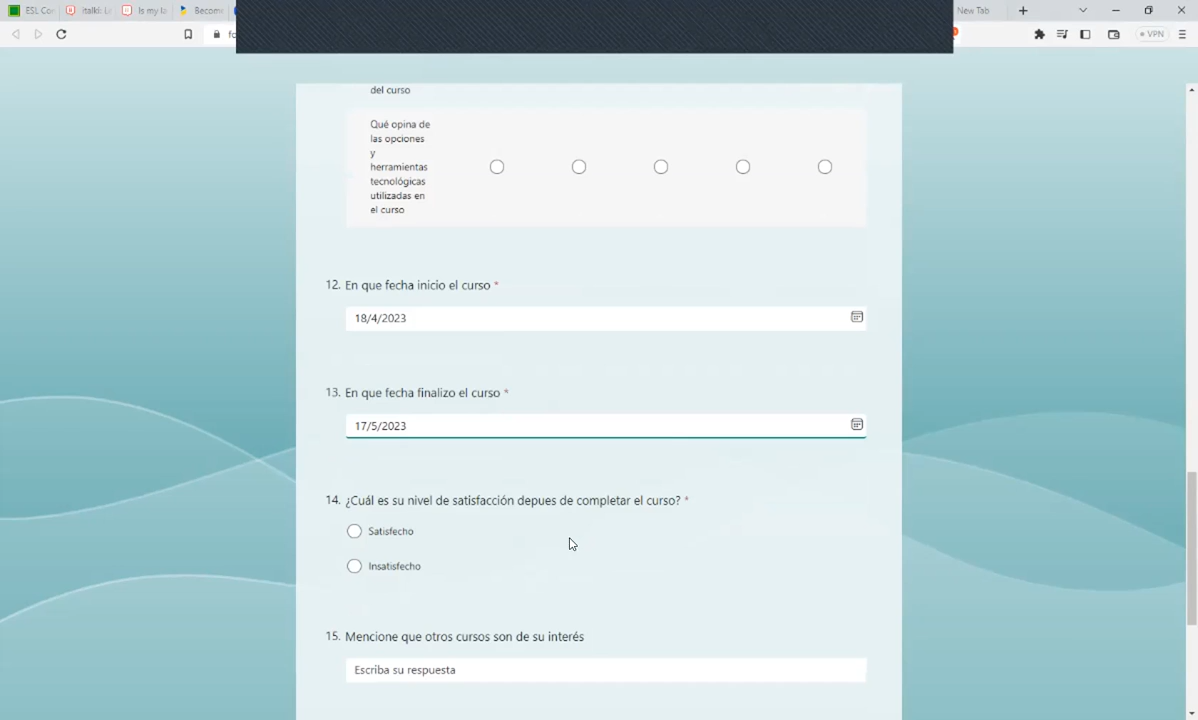 ESL Co
italki: L
Is my la
Becom
New Tab
fo
VPN
del curso
Qué opina de
las opciones
y
herramientas
tecnológicas
utilizadas en
el curso
12. En que fecha inicio el curso *
18/4/2023
13. En que fecha finalizo el curso *
17/5/2023
14. ¿Cuál es su nivel de satisfacción depues de completar el curso? *
Satisfecho
Insatisfecho
15. Mencione que otros cursos son de su interés
Escriba su respuesta